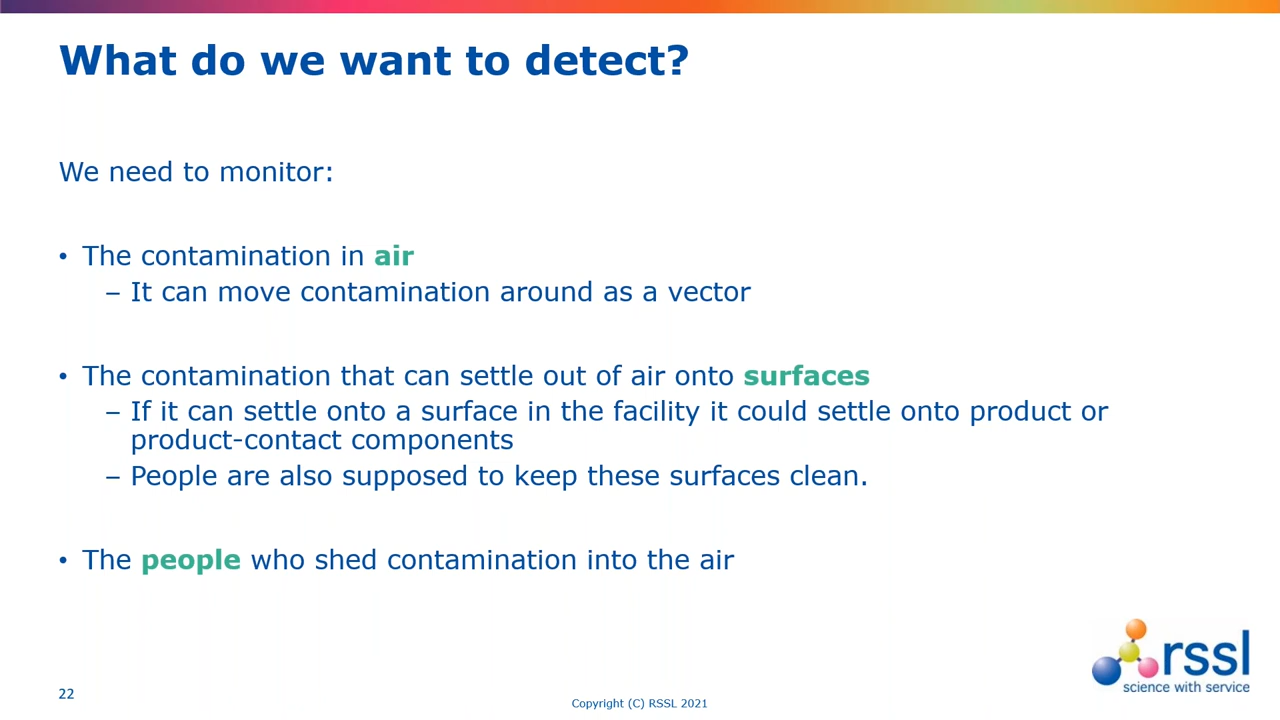 What do we want to detect?
We need to monitor:
• The contamination in air
– It can move contamination around as a vector
• The contamination that can settle out of air onto surfaces
– If it can settle onto a surface in the facility it could settle onto product or
product-contact components
– People are also supposed to keep these surfaces clean.
• The people who shed contamination into the air
rssl
science with service
22
Copyright (C) RSSL 2021